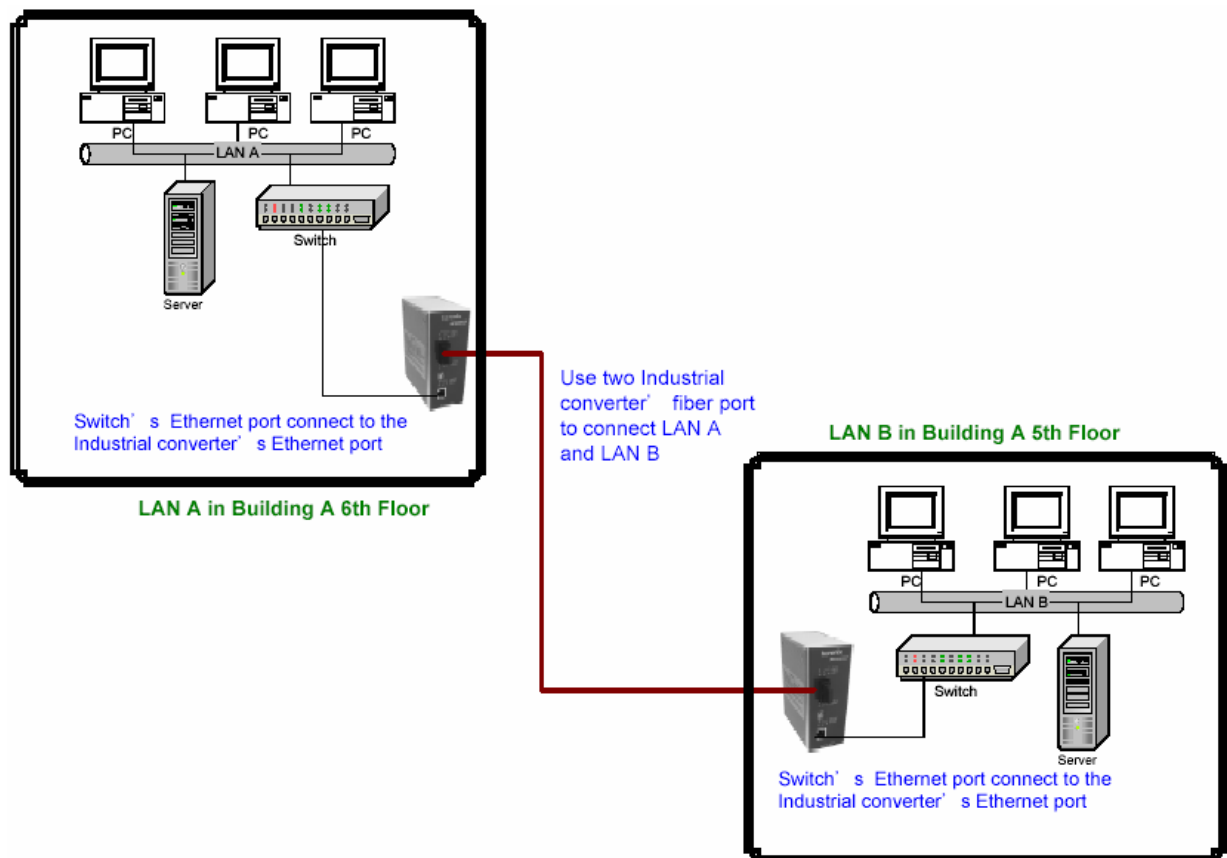 PC PC PC
LAN A
Switch
Server
Switch' s Ethernet port connect to the
Industrial converter' s Ethernet port
LAN A in Building A 6th Floor
Use two Industrial
converter' fiber port
to connect LAN A
and LAN B
LAN B in Building A 5th Floor
PC PC PC
LAN B
Switch
Server
Switch' s Ethernet port connect to the
Industrial converter' s Ethernet port